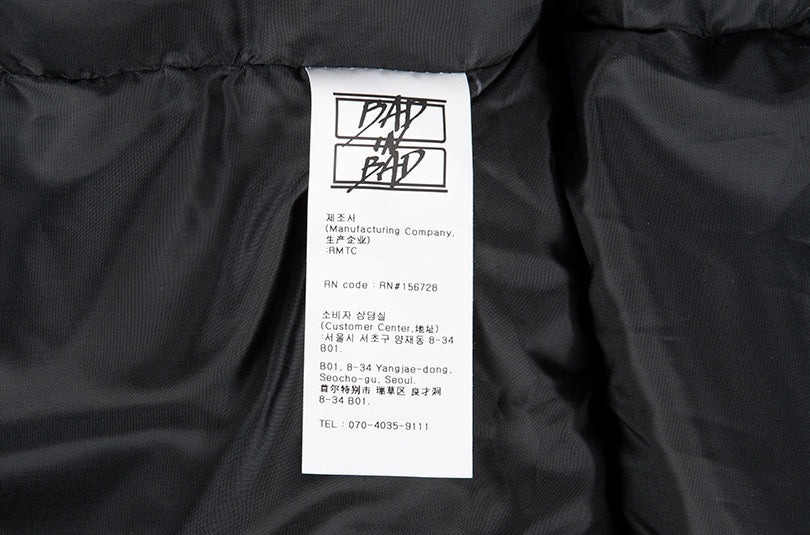 BAD
IN
BAD
제조사
(Manufacturing Company,
生产企业)
:RMTC
RN code : RN#156728
소비자 상담실
(Customer Center,地址)
:서울시 서초구 양재동 8-34
B01.
B01, 8-34 Yangjae-dong,
Seocho-gu, Seoul.
首尔特别市 瑞草区 良才洞
8-34 B01.
TEL : 070-4035-9111